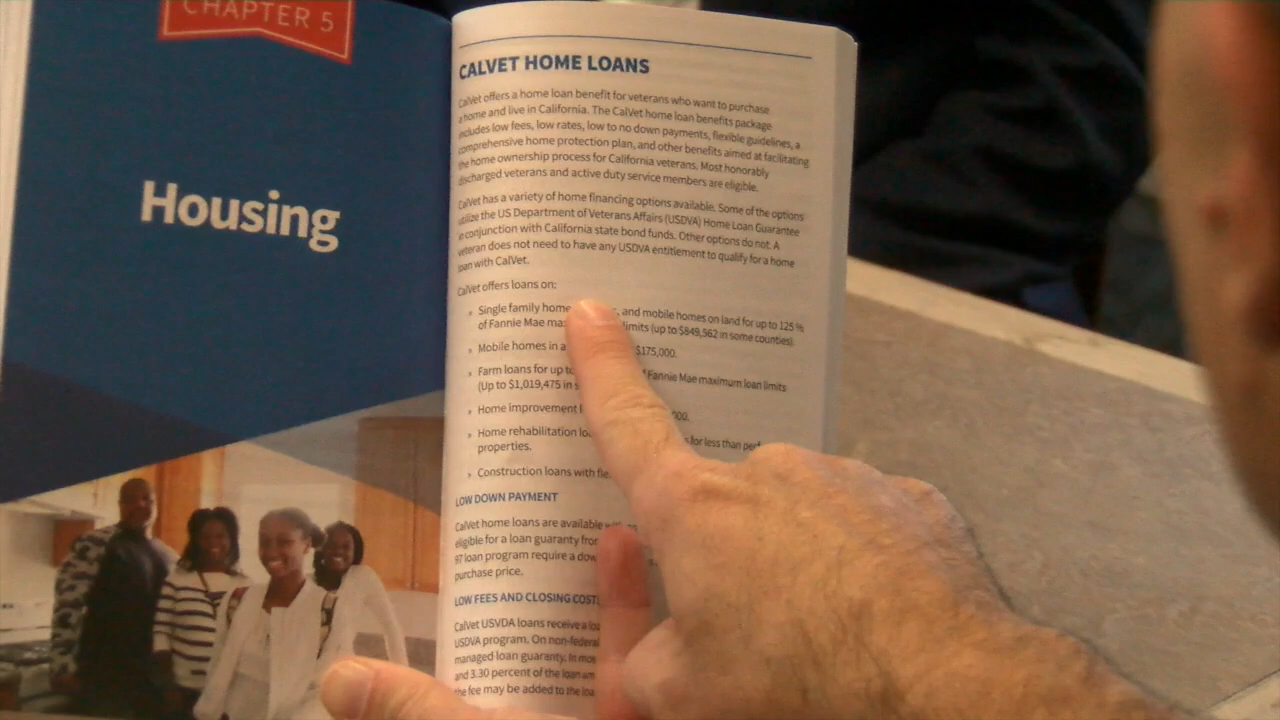 CHAPTER 5
Housing
CALVET HOME LOANS
CalVet offers a home loan benefit for veterans who want to purchase
a home and live in California. The CalVet home loan benefits package
includes low fees, low rates, low to no down payments, flexible guidelines, a
comprehensive home protection plan, and other benefits aimed at facilitating
the home ownership process for California veterans. Most honorably
discharged veterans and active duty service members are eligible.
CalVet has a variety of home financing options available. Some of the options
utilize the US Department of Veterans Affairs (USDVA) Home Loan Guarantee
in conjunction with California state bond funds. Other options do not. A
veteran does not need to have any USDVA entitlement to qualify for a home
loan with CalVet.
CalVet offers loans on:
» Single family home , and mobile homes on land for up to 125 %
of Fannie Mae limits (up to $849,562 in some counties).
» Mobile homes in a $175,000.
» Farm loans for up to Fannie Mae maximum loan limits
(Up to $1,019,475 in
» Home improvement
» Home rehabilitation for less than
properties.
» Construction loans with
LOW DOWN PAYMENT
CalVet home loans are available
eligible for a loan guaranty from
97 loan program require a down
purchase price.
LOW FEES AND CLOSING COSTS
CalVet USVDA loans receive a
USDVA program. On non-federal
managed loan guaranty. In most
and 3.30 percent of the loan
the fee may be added to the